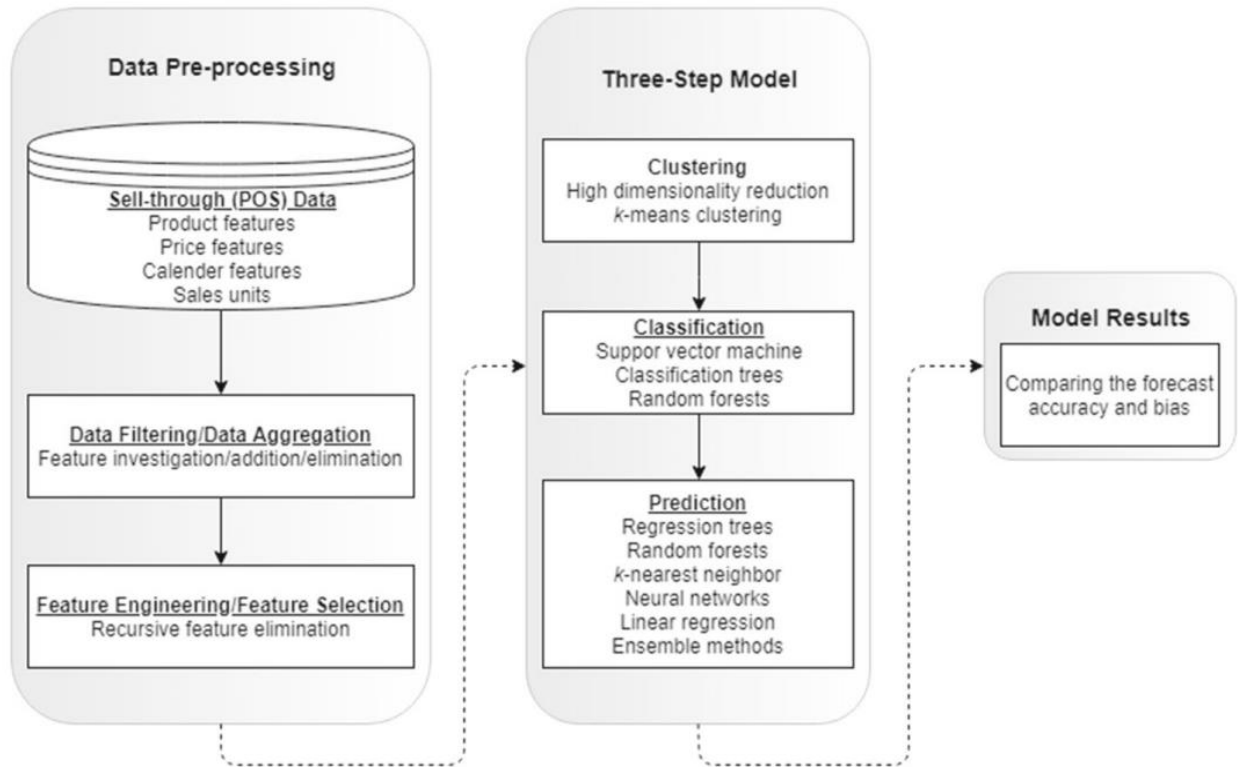 Data Pre-processing
Sell-through (POS) Data
Product features
Price features
Calender features
Sales units
Data Filtering/Data Aggregation
Feature investigation/addition/elimination
Feature Engineering/Feature Selection
Recursive feature elimination
Three-Step Model
Clustering
High dimensionality reduction
k-means clustering
Classification
Suppor vector machine
Classification trees
Random forests
Prediction
Regression trees
Random forests
k-nearest neighbor
Neural networks
Linear regression
Ensemble methods
Model Results
Comparing the forecast
accuracy and bias